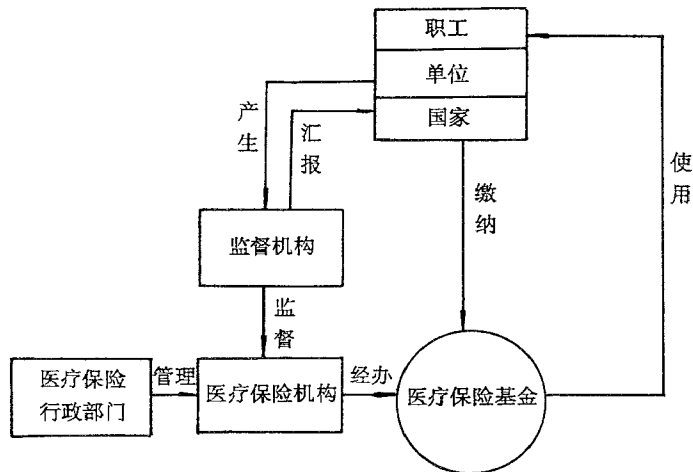 职工
单位
国家
产生
汇报
缴纳
使用
监督机构
监督
医疗保险
行政部门
管理
医疗保险机构
经办
医疗保险基金